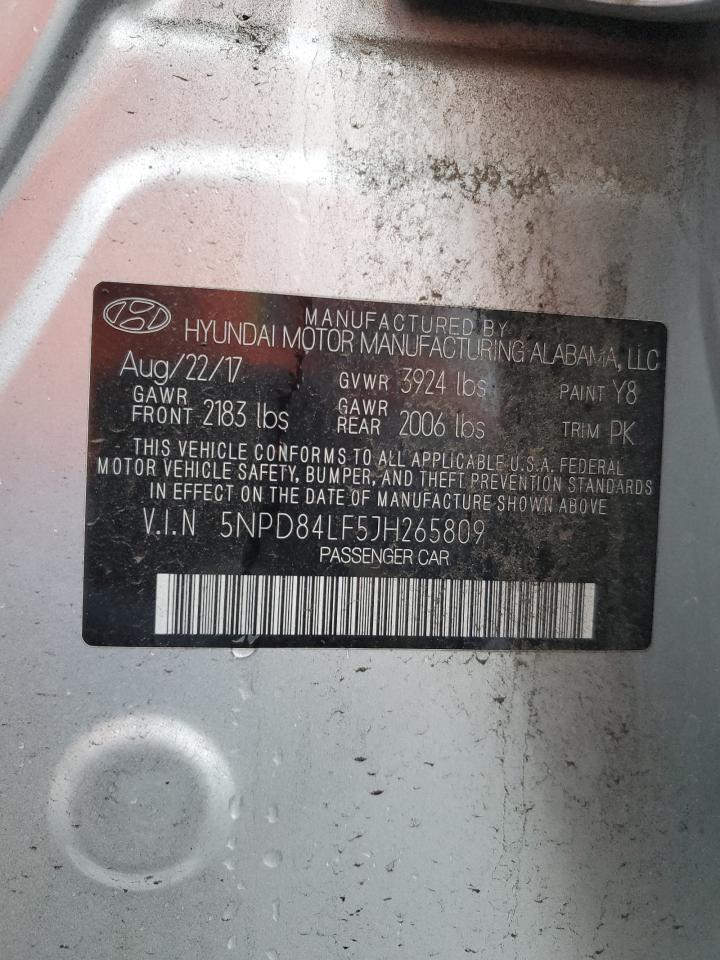 MANUFACTURED BY
HYUNDAI MOTOR MANUFACTURING ALABAMA, LLC
Aug/22/17 GVWR 3924 lbs PAINT Y8
GAWR FRONT 2183 lbs GAWR REAR 2006 lbs TRIM PK
THIS VEHICLE CONFORMS TO ALL APPLICABLE U.S.A. FEDERAL
MOTOR VEHICLE SAFETY, BUMPER, AND THEFT PREVENTION STANDARDS
IN EFFECT ON THE DATE OF MANUFACTURE SHOWN ABOVE
V.I.N 5NPD84LF5JH265809
PASSENGER CAR